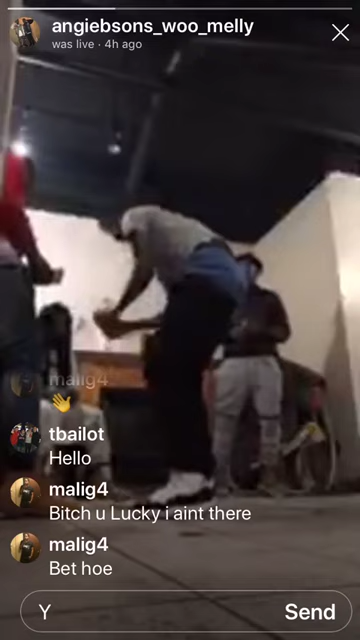 angiebsons_woo_melly
was live · 4h ago
malig4
👋
tbailot
Hello
malig4
Bitch u Lucky i aint there
malig4
Bet hoe
Y
Send